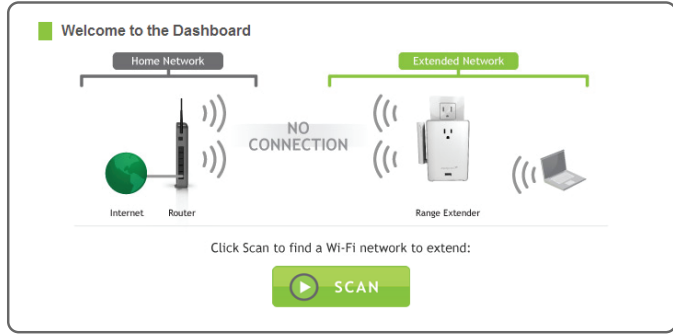 Welcome to the Dashboard
Home Network
Extended Network
NO
CONNECTION
Internet
Router
Range Extender
Click Scan to find a Wi-Fi network to extend:
SCAN